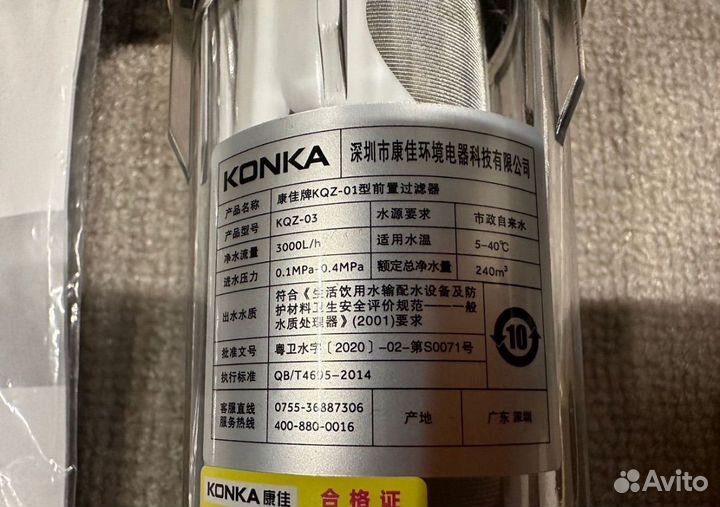 KONKA 深圳市康佳环境电器科技有限公司
产品名称 康佳牌KQZ-01型前置过滤器
产品型号 KQZ-03 水源要求 市政自来水
净水流量 3000L/h 适用水温 5-40℃
进水压力 0.1MPa-0.4MPa 额定总净水量 240m³
出水水质 符合《生活饮用水输配水设备及防
护材料卫生安全评价规范——一般
水质处理器》(2001)要求
10
批准文号 粤卫水字〔2020〕-02-第S0071号
执行标准 QB/T4695-2014
客服直线 0755-36887306
服务热线 400-880-0016
产地 广东 深圳
KONKA 康佳 合格证
Avito